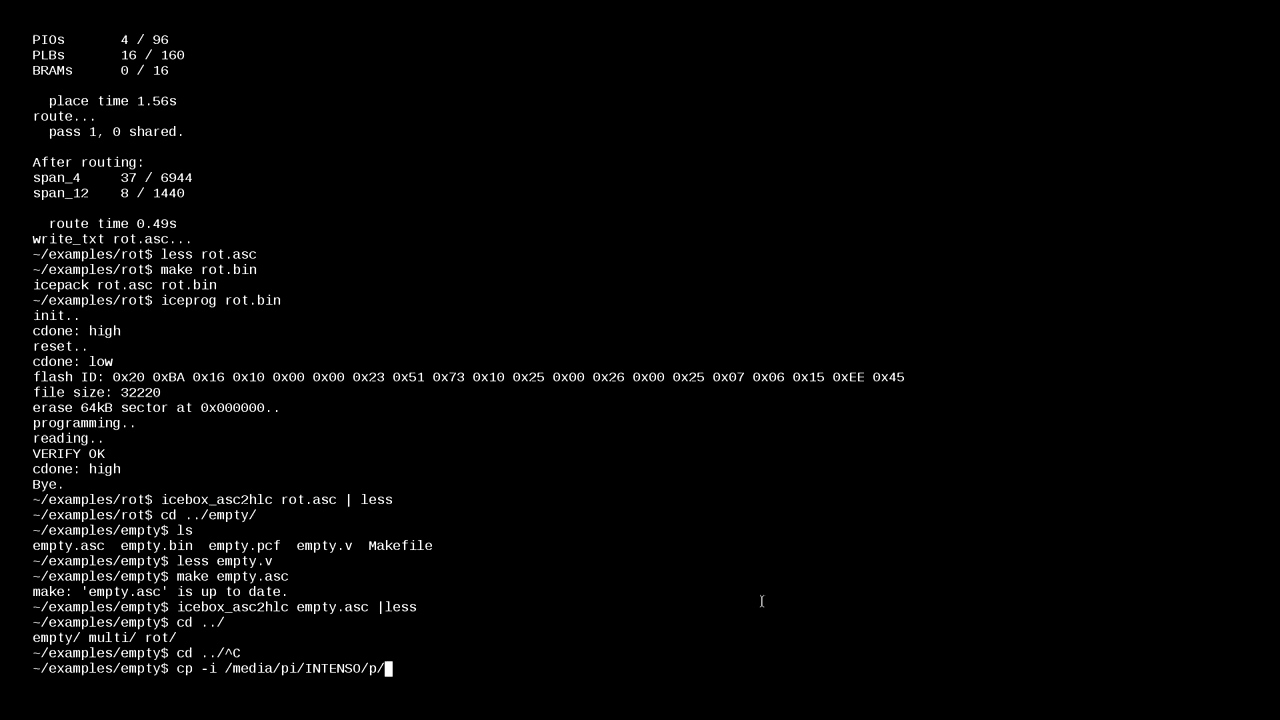 PIOs       4 / 96
PLBs       16 / 160
BRAMs      0 / 16
  place time 1.56s
route...
  pass 1, 0 shared.
After routing:
span_4     37 / 6944
span_12    8 / 1440
  route time 0.49s
write_txt rot.asc...
~/examples/rot$ less rot.asc
~/examples/rot$ make rot.bin
icepack rot.asc rot.bin
~/examples/rot$ iceprog rot.bin
init..
cdone: high
reset..
cdone: low
flash ID: 0x20 0xBA 0x16 0x10 0x00 0x00 0x23 0x51 0x73 0x10 0x25 0x00 0x26 0x00 0x25 0x07 0x06 0x15 0xEE 0x45
file size: 32220
erase 64kB sector at 0x000000..
programming..
reading..
VERIFY OK
cdone: high
Bye.
~/examples/rot$ icebox_asc2hlc rot.asc | less
~/examples/rot$ cd ../empty/
~/examples/empty$ ls
empty.asc  empty.bin  empty.pcf  empty.v  Makefile
~/examples/empty$ less empty.v
~/examples/empty$ make empty.asc
make: 'empty.asc' is up to date.
~/examples/empty$ icebox_asc2hlc empty.asc |less
~/examples/empty$ cd ../
empty/ multi/ rot/
~/examples/empty$ cd ../^C
~/examples/empty$ cp -i /media/pi/INTENSO/p/